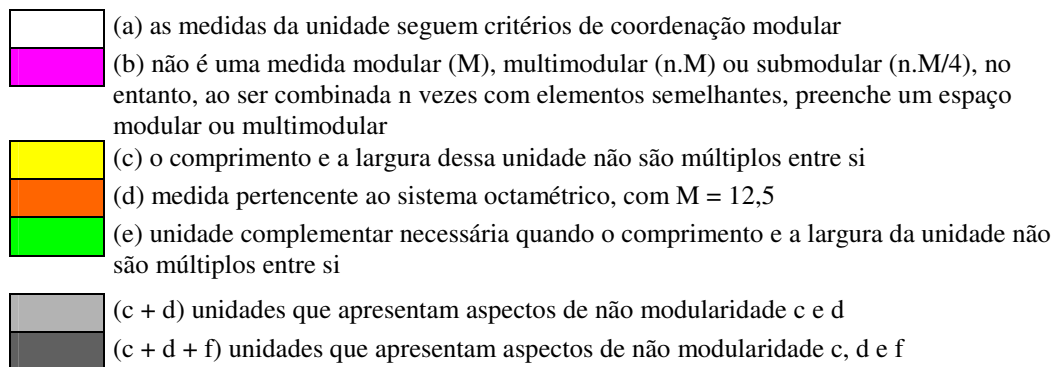 (a) as medidas da unidade seguem critérios de coordenação modular
(b) não é uma medida modular (M), multimodular (n.M) ou submodular (n.M/4), no
entanto, ao ser combinada n vezes com elementos semelhantes, preenche um espaço
modular ou multimodular
(c) o comprimento e a largura dessa unidade não são múltiplos entre si
(d) medida pertencente ao sistema octamétrico, com M = 12,5
(e) unidade complementar necessária quando o comprimento e a largura da unidade não
são múltiplos entre si
(c + d) unidades que apresentam aspectos de não modularidade c e d
(c + d + f) unidades que apresentam aspectos de não modularidade c, d e f